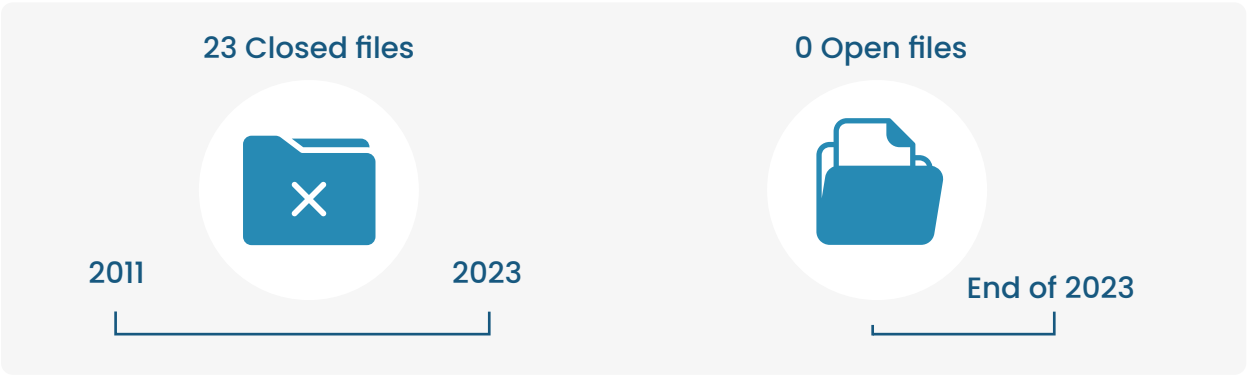 23 Closed files
0 Open files
2011
2023
End of 2023